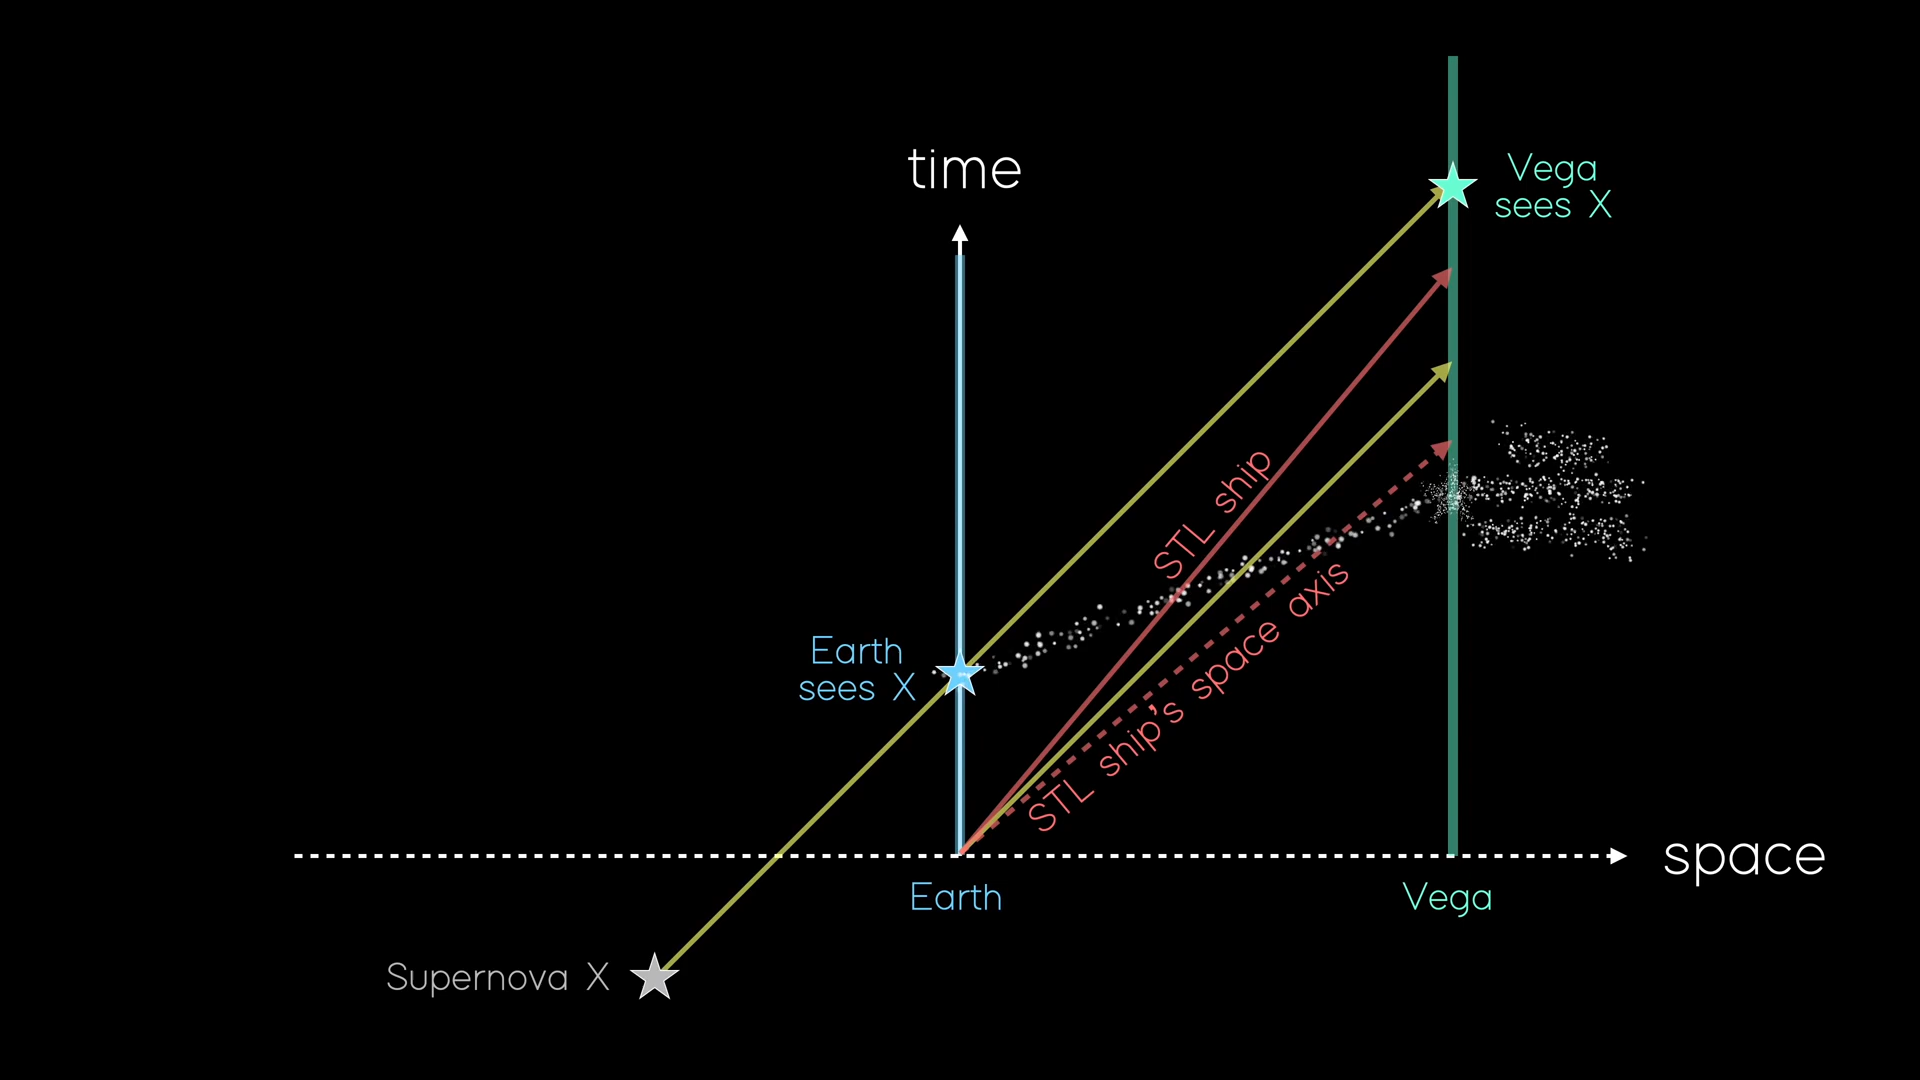 time
Vega
sees X
STL ship
Earth
sees X
STL ship's space axis
space
Earth
Vega
Supernova X